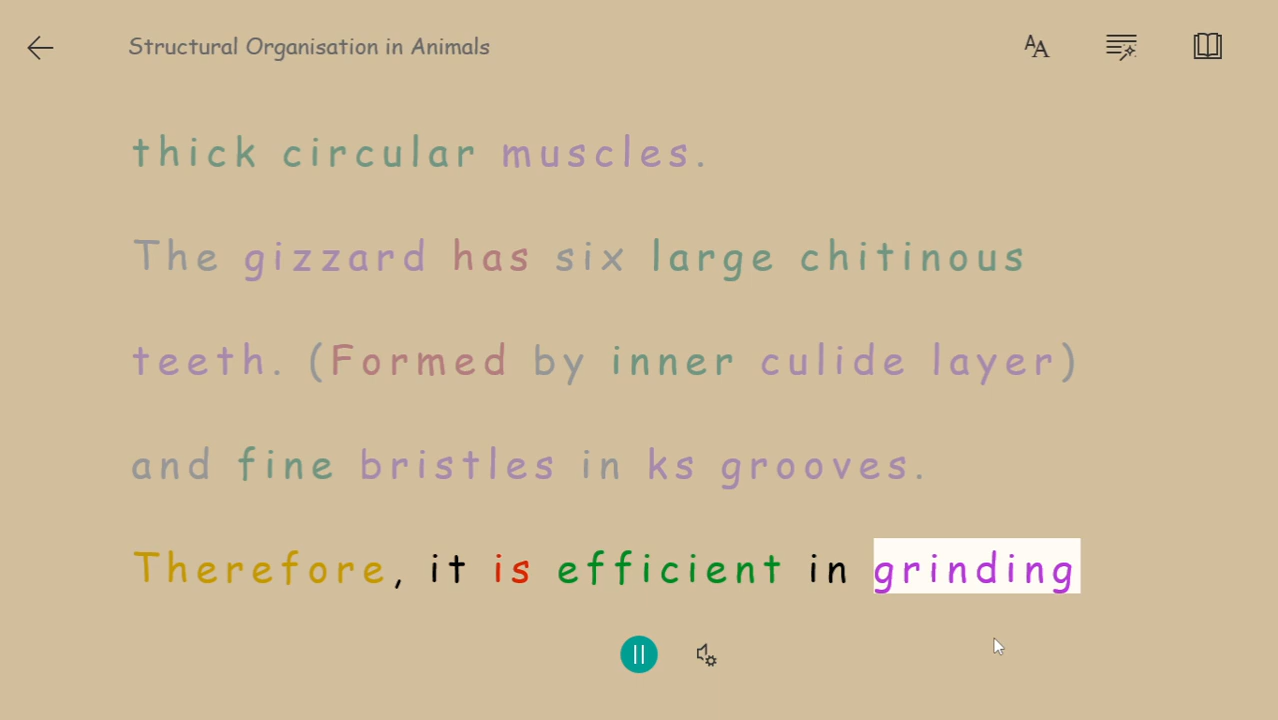 Structural Organisation in Animals
thick circular muscles.
The gizzard has six large chitinous
teeth. (Formed by inner culide layer)
and fine bristles in ks grooves.
Therefore, it is efficient in grinding